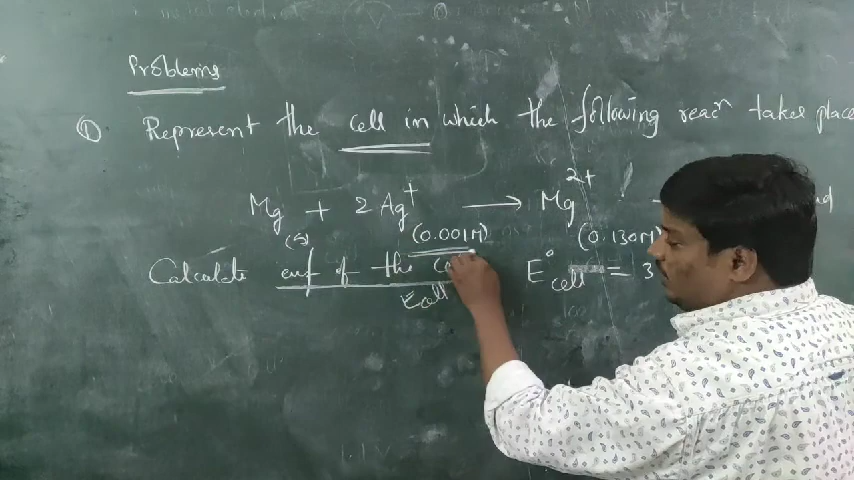 Problems
① Represent the cell in which the following reacn takes place
Mg(s) + 2Ag⁺ (0.001M) ⟶ Mg²⁺ (0.130M)
Calculate emf of the E°cell = 3
Ecell